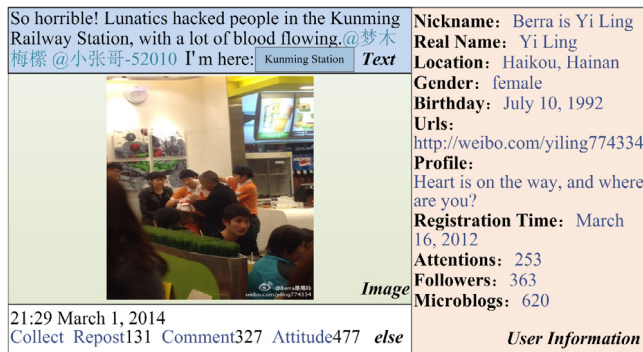 So horrible! Lunatics hacked people in the Kunming
Railway Station, with a lot of blood flowing.@梦木
梅檪 @小张哥-52010 I'm here: Kunming Station Text
Image
weibo.com/yiling774334
21:29 March 1, 2014
Collect Repost131 Comment327 Attitude477 else
Nickname: Berra is Yi Ling
Real Name: Yi Ling
Location: Haikou, Hainan
Gender: female
Birthday: July 10, 1992
Urls:
http://weibo.com/yiling774334
Profile:
Heart is on the way, and where
are you?
Registration Time: March
16, 2012
Attentions: 253
Followers: 363
Microblogs: 620
User Information